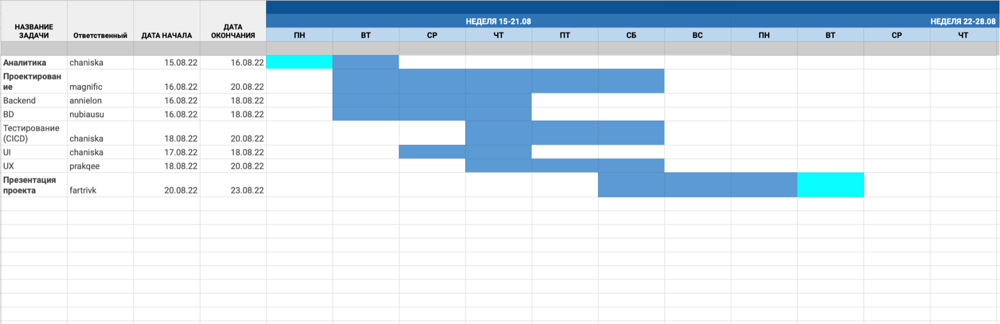 НЕДЕЛЯ 15-21.08 НЕДЕЛЯ 22-28.08
НАЗВАНИЕ
ЗАДАЧИ Ответственный ДАТА НАЧАЛА ДАТА
ОКОНЧАНИЯ ПН ВТ СР ЧТ ПТ СБ ВС ПН ВТ СР ЧТ
Аналитика chaniska 15.08.22 16.08.22
Проектирован
ие magnific 16.08.22 20.08.22
Backend annielon 16.08.22 18.08.22
BD nubiausu 16.08.22 18.08.22
Тестирование
(CICD) chaniska 18.08.22 20.08.22
UI chaniska 17.08.22 18.08.22
UX prakqee 18.08.22 20.08.22
Презентация
проекта fartrivk 20.08.22 23.08.22